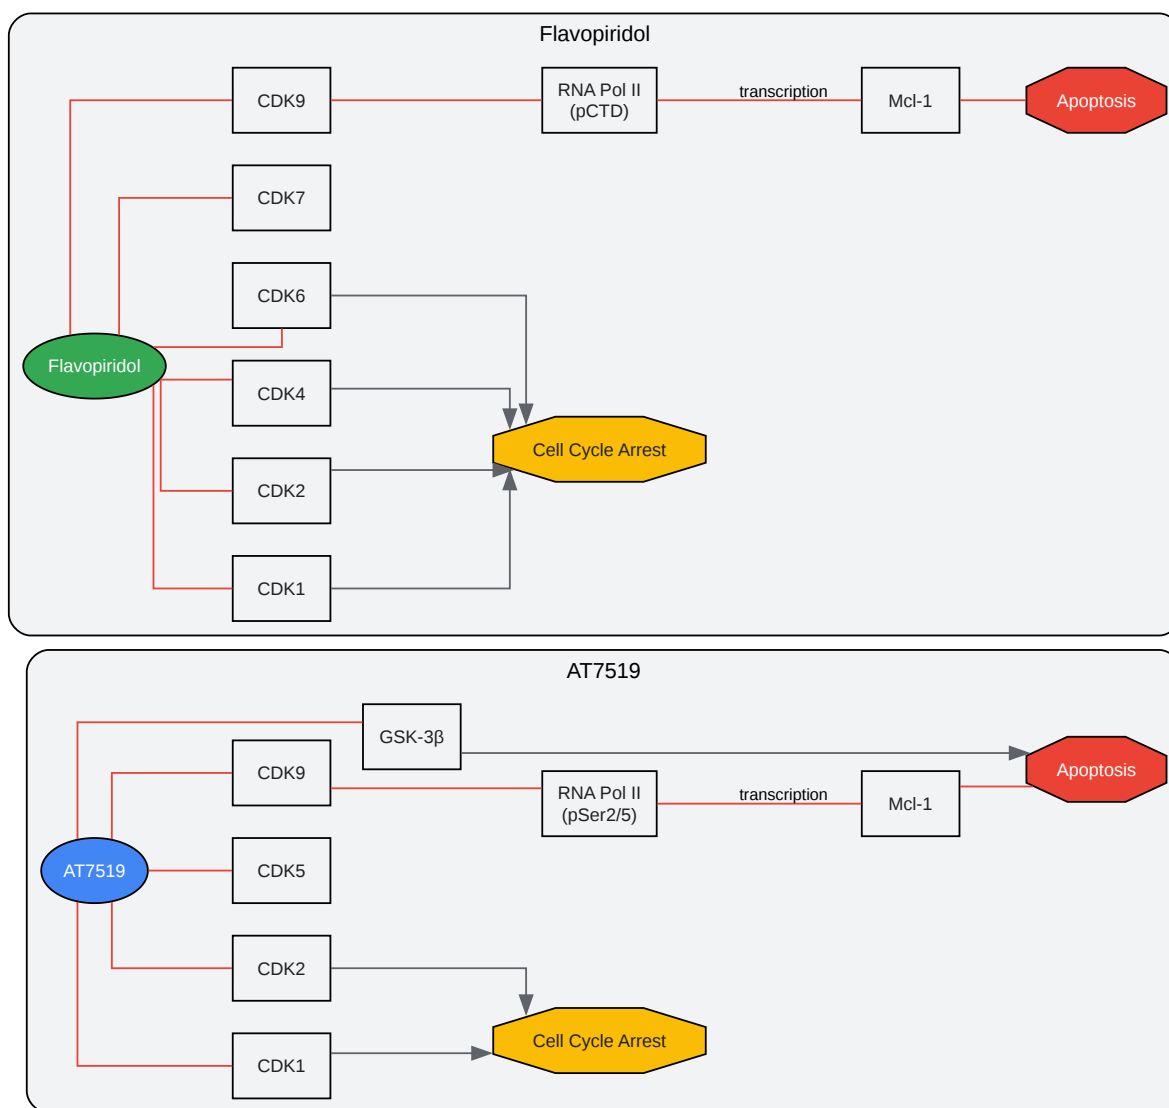 Flavopiridol
CDK9
RNA Pol II
(pCTD)
transcription
Mcl-1
Apoptosis
CDK7
CDK6
Flavopiridol
CDK4
Cell Cycle Arrest
CDK2
CDK1
AT7519
GSK-3β
CDK9
RNA Pol II
(pSer2/5)
transcription
Mcl-1
Apoptosis
AT7519
CDK5
CDK2
Cell Cycle Arrest
CDK1